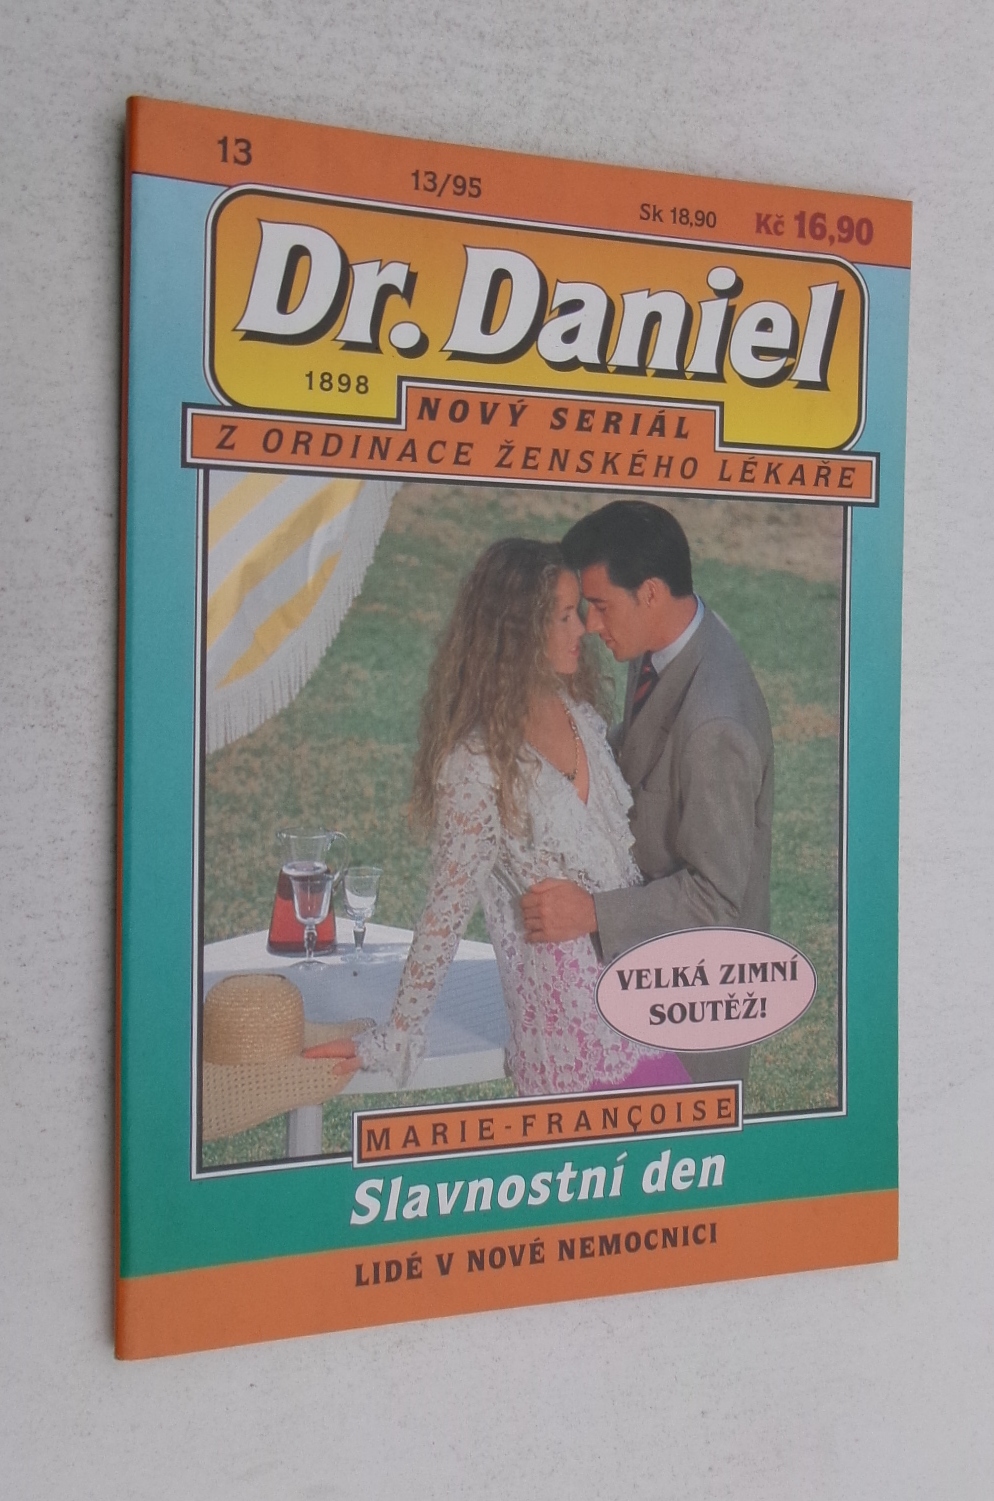 13
13/95
Sk 18,90
Kč 16,90
Dr. Daniel
1898
NOVÝ SERIÁL
Z ORDINACE ŽENSKÉHO LÉKAŘE
VELKÁ ZIMNÍ
SOUTĚŽ!
MARIE-FRANÇOISE
Slavnostní den
LIDÉ V NOVÉ NEMOCNICI